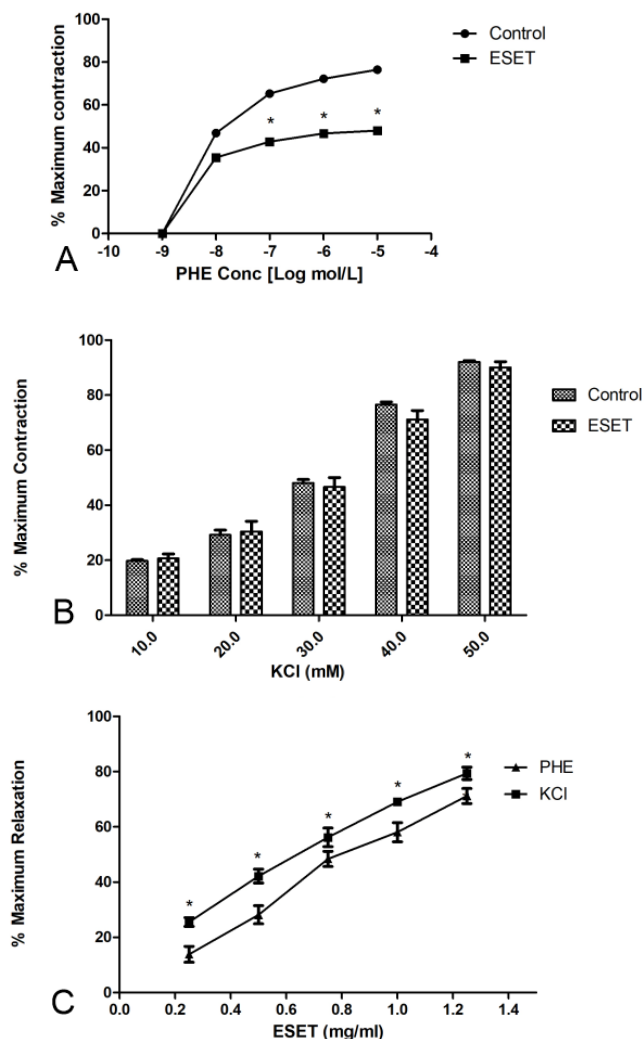 100
80
60
40
20
0
% Maximum contraction
-10 -9 -8 -7 -6 -5 -4
PHE Conc [Log mol/L]
Control
ESET
* * *
A
100
80
60
40
20
0
% Maximum Contraction
10.0 20.0 30.0 40.0 50.0
KCl (mM)
Control
ESET
B
100
80
60
40
20
0
% Maximum Relaxation
0.0 0.2 0.4 0.6 0.8 1.0 1.2 1.4
ESET (mg/ml)
PHE
KCl
* * * * *
C